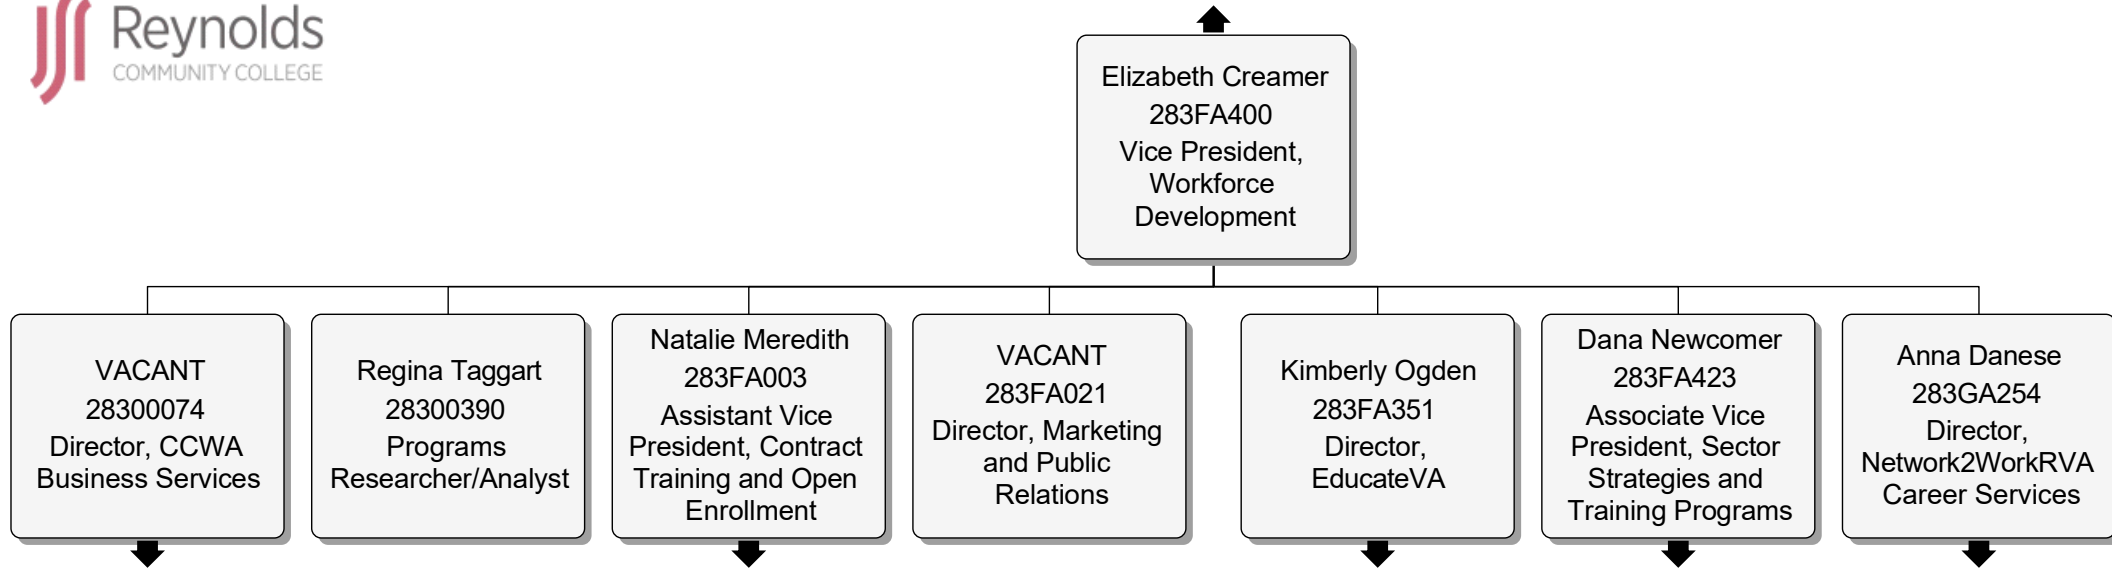 Reynolds
COMMUNITY COLLEGE
Elizabeth Creamer
283FA400
Vice President,
Workforce
Development
VACANT
28300074
Director, CCWA
Business Services
Regina Taggart
28300390
Programs
Researcher/Analyst
Natalie Meredith
283FA003
Assistant Vice
President, Contract
Training and Open
Enrollment
VACANT
283FA021
Director, Marketing
and Public
Relations
Kimberly Ogden
283FA351
Director,
EducateVA
Dana Newcomer
283FA423
Associate Vice
President, Sector
Strategies and
Training Programs
Anna Danese
283GA254
Director,
Network2WorkRVA
Career Services